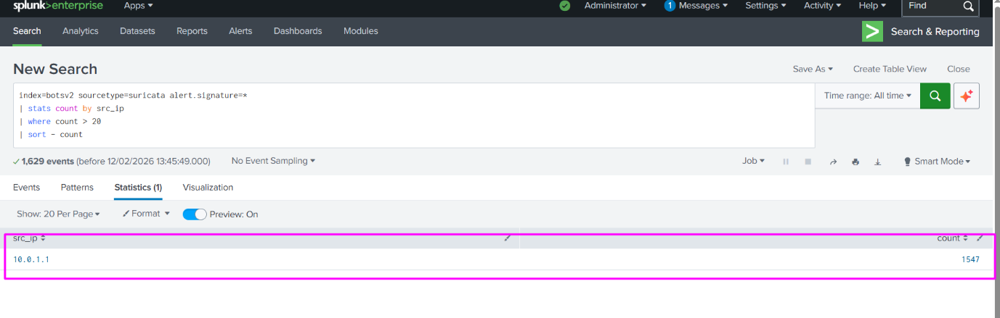 splunk>enterprise Apps Administrator 1 Messages Settings Activity Help Find
Search Analytics Datasets Reports Alerts Dashboards Modules > Search & Reporting
New Search Save As Create Table View Close
index=botsv2 sourcetype=suricata alert.signature=* Time range: All time
| stats count by src_ip
| where count > 20
| sort - count
1,629 events (before 12/02/2026 13:45:49.000) No Event Sampling Job Smart Mode
Events Patterns Statistics (1) Visualization
Show: 20 Per Page Format Preview: On
src_ip count
10.0.1.1 1547